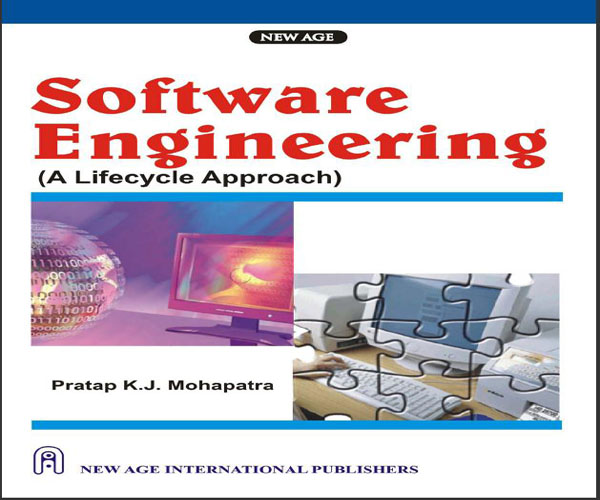 NEW AGE
Software
Engineering
(A Lifecycle Approach)
Pratap K.J. Mohapatra
NEW AGE INTERNATIONAL PUBLISHERS